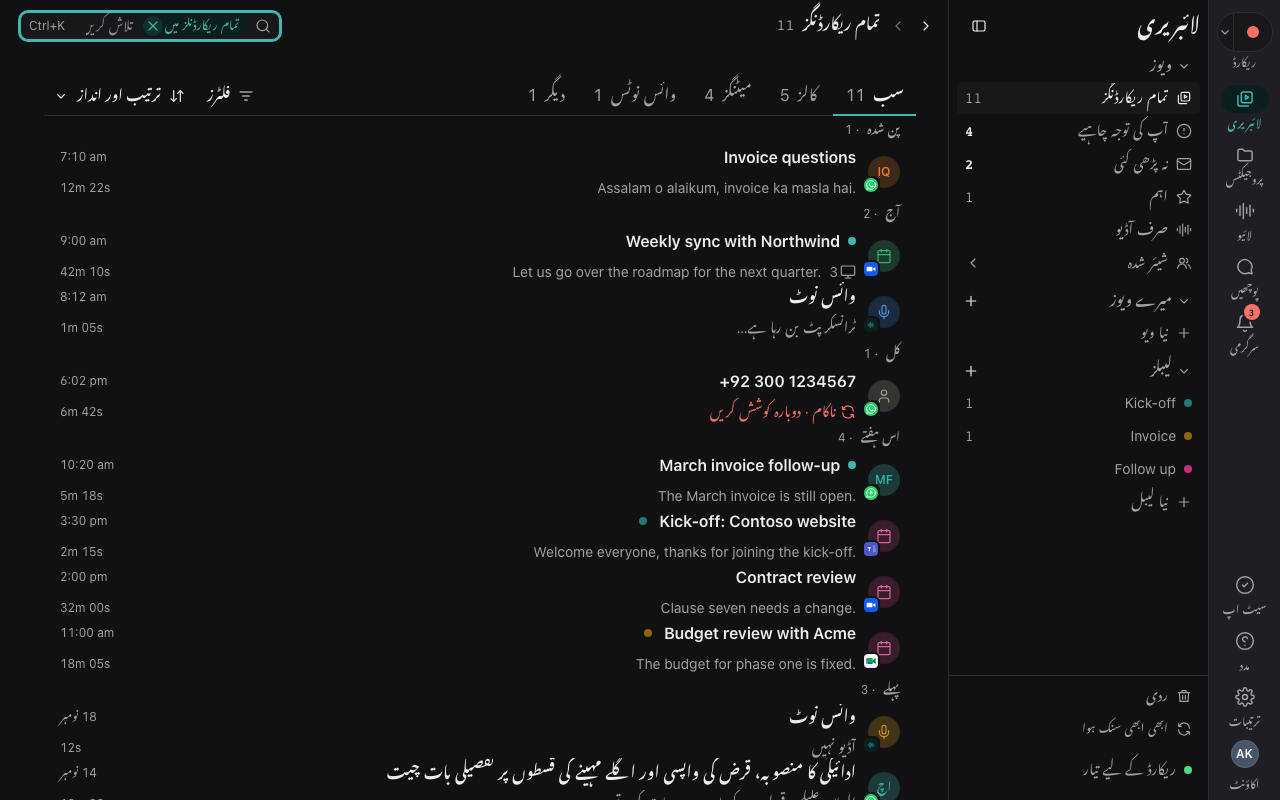 ریکارڈ
لائبریری
پروجیکٹس
لائیو
پوچھیں
3
سرگرمی
سیٹ اپ
مدد
ترتیبات
AK
اکاؤنٹ
لائبریری
ویوز
تمام ریکارڈنگز 11
آپ کی توجہ چاہیے 4
نہ پڑھی گئی 2
اہم 1
صرف آڈیو
شیئر شدہ
میرے ویوز
نیا ویو
لیبلز
Kick-off 1
Invoice 1
Follow up
نیا لیبل
ردی
ابھی ابھی سنک ہوا
ریکارڈ کے لیے تیار
تمام ریکارڈنگز 11
تمام ریکارڈنگز میں تلاش کریں Ctrl+K
سب 11 کالز 5 میٹنگز 4 وائس نوٹس 1 دیگر 1
فلٹرز ترتیب اور انداز
پن شدہ · 1
IQ Invoice questions 7:10 am
Assalam o alaikum, invoice ka masla hai. 12m 22s
آج · 2
Weekly sync with Northwind 9:00 am
3 Let us go over the roadmap for the next quarter. 42m 10s
وائس نوٹ 8:12 am
ٹرانسکرپٹ بن رہا ہے... 1m 05s
کل · 1
+92 300 1234567 6:02 pm
ناکام · دوبارہ کوشش کریں 6m 42s
اس ہفتے · 4
MF March invoice follow-up 10:20 am
The March invoice is still open. 5m 18s
Kick-off: Contoso website 3:30 pm
Welcome everyone, thanks for joining the kick-off. 2m 15s
Contract review 2:00 pm
Clause seven needs a change. 32m 00s
Budget review with Acme 11:00 am
The budget for phase one is fixed. 18m 05s
پہلے · 3
وائس نوٹ 18 نومبر
آڈیو نہیں 12s
اچ ادائیگی کا منصوبہ، قرض کی واپسی اور اگلے مہینے کی قسطوں پر تفصیلی بات چیت 14 نومبر